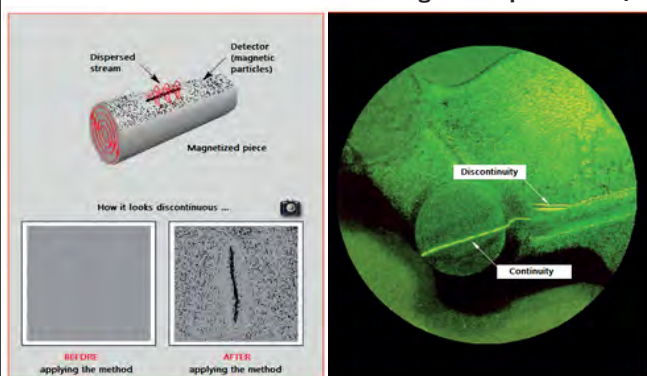 Dispersed
stream
Detector
(magnetic
particles)
Magnetized piece
How it looks discontinuous ...
BEFORE
applying the method
AFTER
applying the method
Discontinuity
Continuity